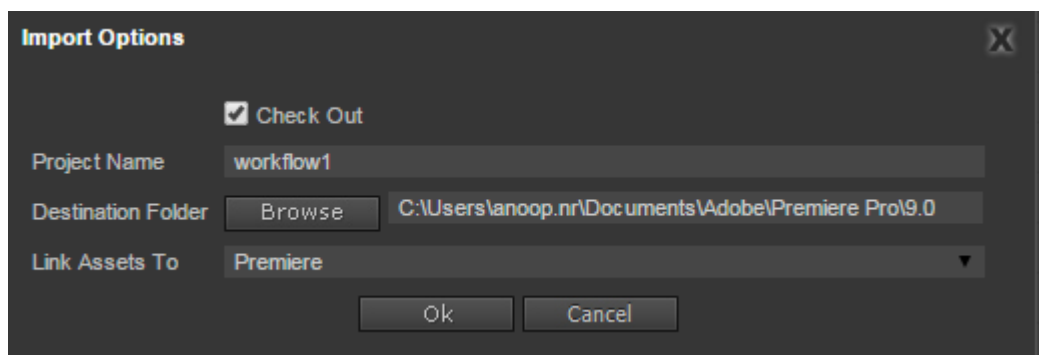 Import Options
X
Check Out
Project Name workflow1
Destination Folder Browse C:\Users\anoop.nr\Documents\Adobe\Premiere Pro\9.0
Link Assets To Premiere
Ok Cancel